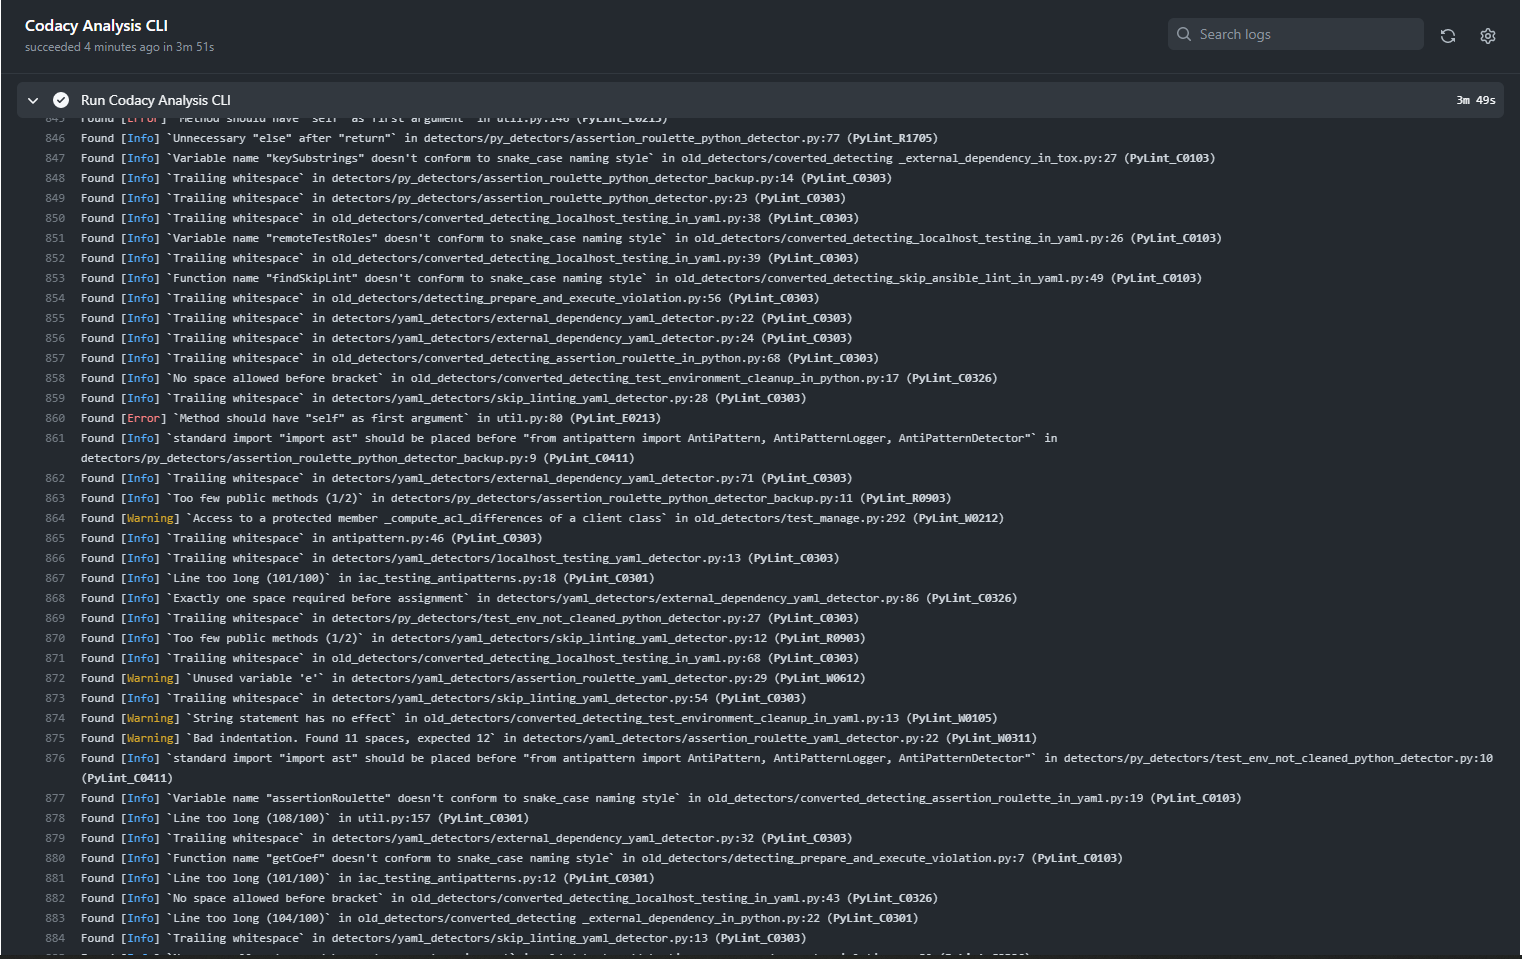 Codacy Analysis CLI
succeeded 4 minutes ago in 3m 51s
Search logs
Run Codacy Analysis CLI
3m 49s
845 Found [Error] `Method should have "self" as first argument` in util.py:146 (PyLint_E0213)
846 Found [Info] `Unnecessary "else" after "return"` in detectors/py_detectors/assertion_roulette_python_detector.py:77 (PyLint_R1705)
847 Found [Info] `Variable name "keySubstrings" doesn't conform to snake_case naming style` in old_detectors/coverted_detecting _external_dependency_in_tox.py:27 (PyLint_C0103)
848 Found [Info] `Trailing whitespace` in detectors/py_detectors/assertion_roulette_python_detector_backup.py:14 (PyLint_C0303)
849 Found [Info] `Trailing whitespace` in detectors/py_detectors/assertion_roulette_python_detector.py:23 (PyLint_C0303)
850 Found [Info] `Trailing whitespace` in old_detectors/converted_detecting_localhost_testing_in_yaml.py:38 (PyLint_C0303)
851 Found [Info] `Variable name "remoteTestRoles" doesn't conform to snake_case naming style` in old_detectors/converted_detecting_localhost_testing_in_yaml.py:26 (PyLint_C0103)
852 Found [Info] `Trailing whitespace` in old_detectors/converted_detecting_localhost_testing_in_yaml.py:39 (PyLint_C0303)
853 Found [Info] `Function name "findSkipLint" doesn't conform to snake_case naming style` in old_detectors/converted_detecting_skip_ansible_lint_in_yaml.py:49 (PyLint_C0103)
854 Found [Info] `Trailing whitespace` in old_detectors/detecting_prepare_and_execute_violation.py:56 (PyLint_C0303)
855 Found [Info] `Trailing whitespace` in detectors/yaml_detectors/external_dependency_yaml_detector.py:22 (PyLint_C0303)
856 Found [Info] `Trailing whitespace` in detectors/yaml_detectors/external_dependency_yaml_detector.py:24 (PyLint_C0303)
857 Found [Info] `Trailing whitespace` in old_detectors/converted_detecting_assertion_roulette_in_python.py:68 (PyLint_C0303)
858 Found [Info] `No space allowed before bracket` in old_detectors/converted_detecting_test_environment_cleanup_in_python.py:17 (PyLint_C0326)
859 Found [Info] `Trailing whitespace` in detectors/yaml_detectors/skip_linting_yaml_detector.py:28 (PyLint_C0303)
860 Found [Error] `Method should have "self" as first argument` in util.py:80 (PyLint_E0213)
861 Found [Info] `standard import "import ast" should be placed before "from antipattern import AntiPattern, AntiPatternLogger, AntiPatternDetector"` in
detectors/py_detectors/assertion_roulette_python_detector_backup.py:9 (PyLint_C0411)
862 Found [Info] `Trailing whitespace` in detectors/yaml_detectors/external_dependency_yaml_detector.py:71 (PyLint_C0303)
863 Found [Info] `Too few public methods (1/2)` in detectors/py_detectors/assertion_roulette_python_detector_backup.py:11 (PyLint_R0903)
864 Found [Warning] `Access to a protected member _compute_acl_differences of a client class` in old_detectors/test_manage.py:292 (PyLint_W0212)
865 Found [Info] `Trailing whitespace` in antipattern.py:46 (PyLint_C0303)
866 Found [Info] `Trailing whitespace` in detectors/yaml_detectors/localhost_testing_yaml_detector.py:13 (PyLint_C0303)
867 Found [Info] `Line too long (101/100)` in iac_testing_antipatterns.py:18 (PyLint_C0301)
868 Found [Info] `Exactly one space required before assignment` in detectors/yaml_detectors/external_dependency_yaml_detector.py:86 (PyLint_C0326)
869 Found [Info] `Trailing whitespace` in detectors/py_detectors/test_env_not_cleaned_python_detector.py:27 (PyLint_C0303)
870 Found [Info] `Too few public methods (1/2)` in detectors/yaml_detectors/skip_linting_yaml_detector.py:12 (PyLint_R0903)
871 Found [Info] `Trailing whitespace` in old_detectors/converted_detecting_localhost_testing_in_yaml.py:68 (PyLint_C0303)
872 Found [Warning] `Unused variable 'e'` in detectors/yaml_detectors/assertion_roulette_yaml_detector.py:29 (PyLint_W0612)
873 Found [Info] `Trailing whitespace` in detectors/yaml_detectors/skip_linting_yaml_detector.py:54 (PyLint_C0303)
874 Found [Warning] `String statement has no effect` in old_detectors/converted_detecting_test_environment_cleanup_in_yaml.py:13 (PyLint_W0105)
875 Found [Warning] `Bad indentation. Found 11 spaces, expected 12` in detectors/yaml_detectors/assertion_roulette_yaml_detector.py:22 (PyLint_W0311)
876 Found [Info] `standard import "import ast" should be placed before "from antipattern import AntiPattern, AntiPatternLogger, AntiPatternDetector"` in detectors/py_detectors/test_env_not_cleaned_python_detector.py:10
(PyLint_C0411)
877 Found [Info] `Variable name "assertionRoulette" doesn't conform to snake_case naming style` in old_detectors/converted_detecting_assertion_roulette_in_yaml.py:19 (PyLint_C0103)
878 Found [Info] `Line too long (108/100)` in util.py:157 (PyLint_C0301)
879 Found [Info] `Trailing whitespace` in detectors/yaml_detectors/external_dependency_yaml_detector.py:32 (PyLint_C0303)
880 Found [Info] `Function name "getCoef" doesn't conform to snake_case naming style` in old_detectors/detecting_prepare_and_execute_violation.py:7 (PyLint_C0103)
881 Found [Info] `Line too long (101/100)` in iac_testing_antipatterns.py:12 (PyLint_C0301)
882 Found [Info] `No space allowed before bracket` in old_detectors/converted_detecting_localhost_testing_in_yaml.py:43 (PyLint_C0326)
883 Found [Info] `Line too long (104/100)` in old_detectors/converted_detecting _external_dependency_in_python.py:22 (PyLint_C0301)
884 Found [Info] `Trailing whitespace` in detectors/yaml_detectors/skip_linting_yaml_detector.py:13 (PyLint_C0303)